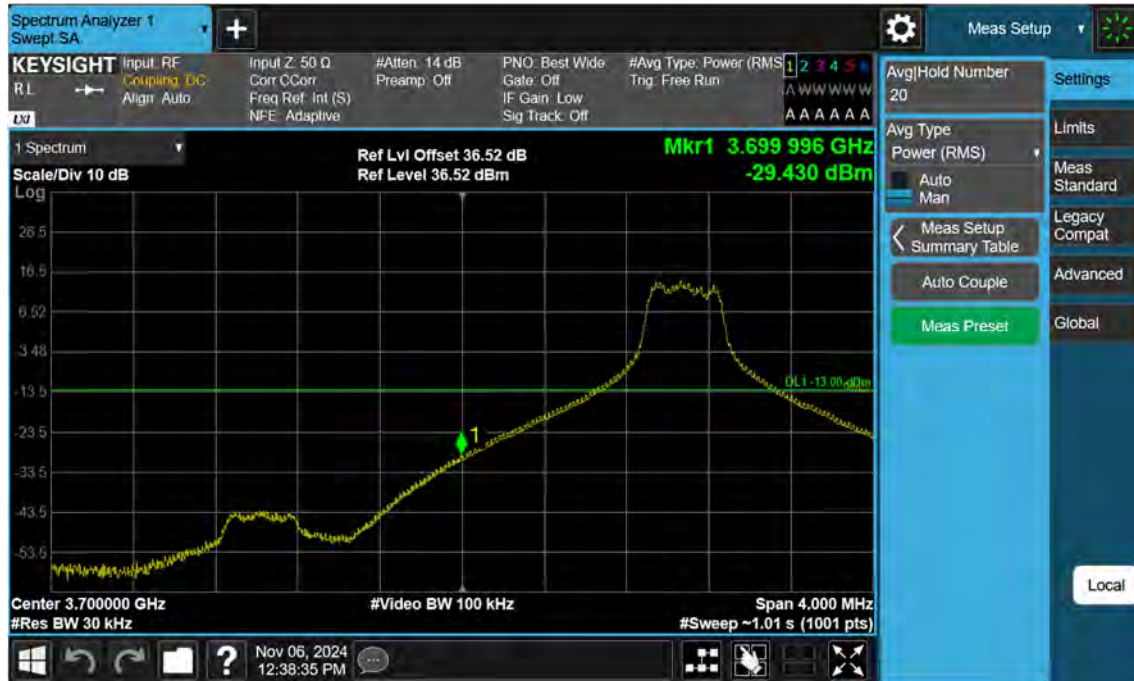 Spectrum Analyzer 1
Swept SA
+
Meas Setup
KEYSIGHT
RL
LXI
Input: RF
Coupling: DC
Align: Auto
Input Z: 50 Ω
Corr CCorr
Freq Ref: Int (S)
NFE: Adaptive
#Atten: 14 dB
Preamp: Off
PNO: Best Wide
Gate: Off
IF Gain: Low
Sig Track: Off
#Avg Type: Power (RMS
Trig: Free Run
1 2 3 4 5 6
A W W W W W
A A A A A A
1 Spectrum
Scale/Div 10 dB
Log
Ref Lvl Offset 36.52 dB
Ref Level 36.52 dBm
Mkr1 3.699 996 GHz
-29.430 dBm
26.5
16.5
6.52
-3.48
-13.5
-23.5
-33.5
-43.5
-53.5
DL1 -13.00 dBm
1
Center 3.700000 GHz
#Res BW 30 kHz
#Video BW 100 kHz
Span 4.000 MHz
#Sweep ~1.01 s (1001 pts)
Avg|Hold Number
20
Avg Type
Power (RMS)
Auto
Man
Meas Setup
Summary Table
Auto Couple
Meas Preset
Settings
Limits
Meas
Standard
Legacy
Compat
Advanced
Global
Local
?
Nov 06, 2024
12:38:35 PM